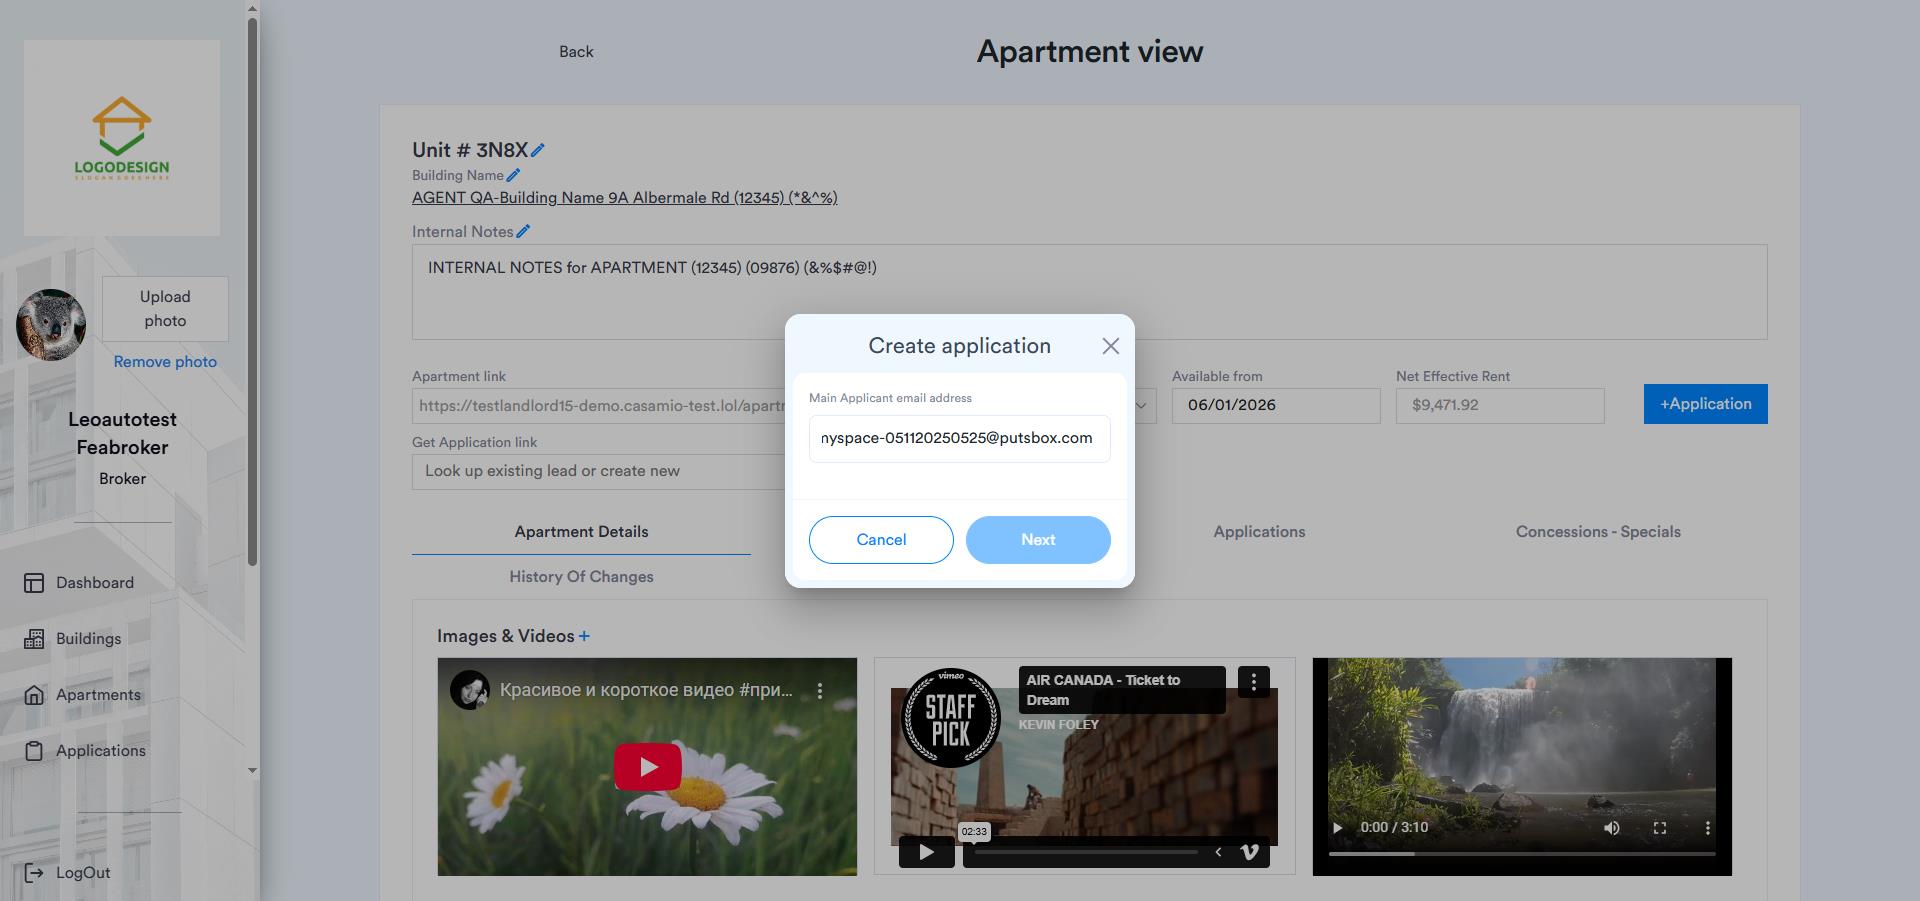 Back
Apartment view
LOGODESIGN
SLOGAN GOES HERE
Upload
photo
Remove photo
Leoautotest
Feabroker
Broker
Dashboard
Buildings
Apartments
Applications
LogOut
Unit # 3N8X
Building Name
AGENT QA-Building Name 9A Albermale Rd (12345) (*&^%)
Internal Notes
INTERNAL NOTES for APARTMENT (12345) (09876) (&%$#@!)
Apartment link
Available from
Net Effective Rent
https://testlandlord15-demo.casamio-test.lol/apartr
06/01/2026
$9,471.92
+Application
Get Application link
Look up existing lead or create new
Create application
Main Applicant email address
nyspace-051120250525@putsbox.com
Cancel
Next
Apartment Details
Applications
Concessions - Specials
History Of Changes
Images & Videos +
Красивое и короткое видео #при...
vimeo
STAFF
PICK
AIR CANADA - Ticket to
Dream
KEVIN FOLEY
02:33
0:00 / 3:10